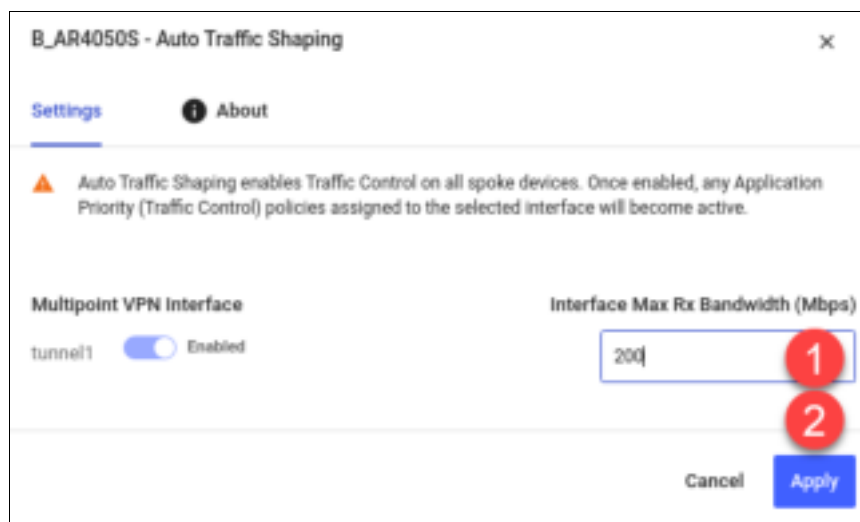 B_AR4050S - Auto Traffic Shaping
Settings
About
Auto Traffic Shaping enables Traffic Control on all spoke devices. Once enabled, any Application
Priority (Traffic Control) policies assigned to the selected interface will become active.
Multipoint VPN Interface
Interface Max Rx Bandwidth (Mbps)
tunnel1
Enabled
200
1
2
Cancel
Apply